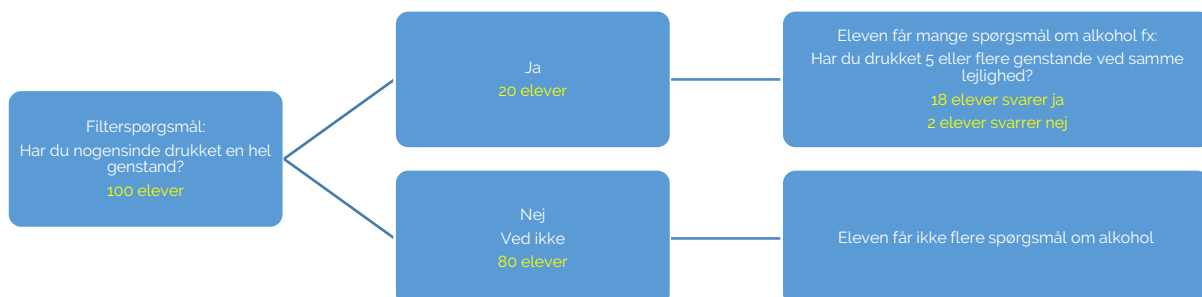 Filterspørgsmål:
Har du nogensinde drukket en hel
genstand?
100 elever
Ja
20 elever
Eleven får mange spørgsmål om alkohol fx:
Har du drukket 5 eller flere genstande ved samme
lejlighed?
18 elever svarer ja
2 elever svarrer nej
Nej
Ved ikke
80 elever
Eleven får ikke flere spørgsmål om alkohol